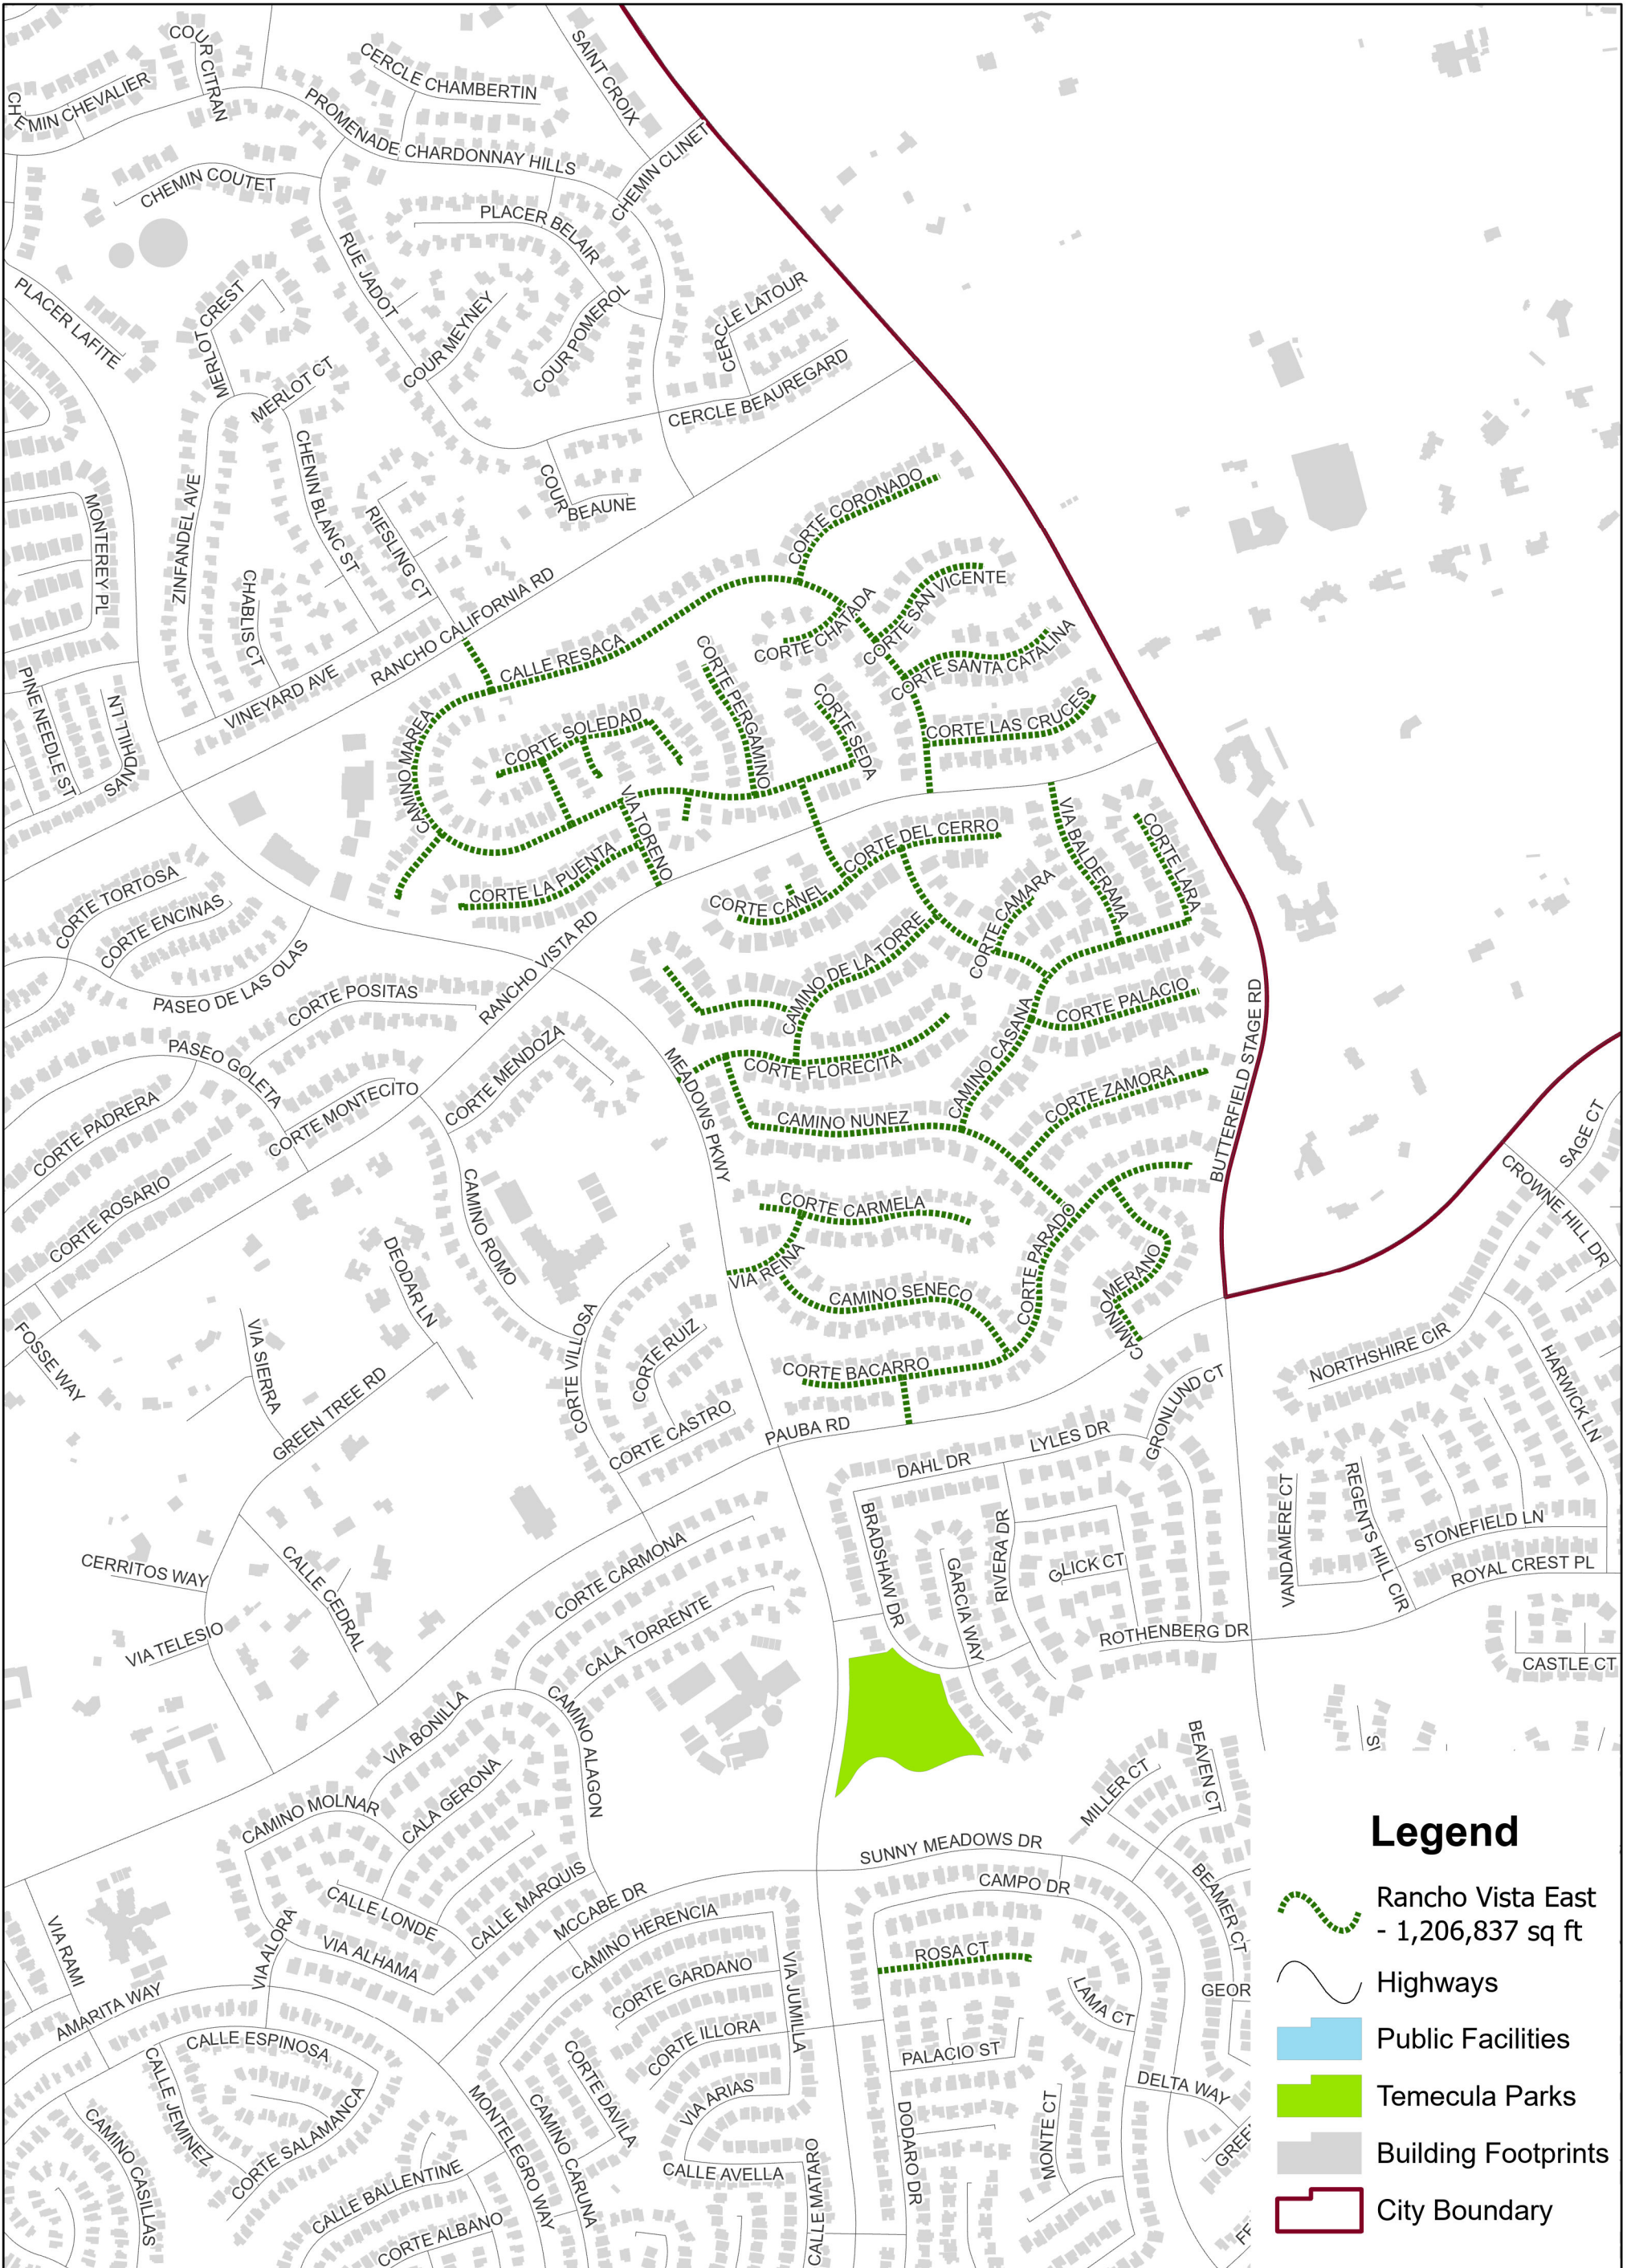 COUR CITRAN
CERCLE CHAMBERTIN
SAINT CROIX
CHEMIN CHEVALIER
PROMENADE CHARDONNAY HILLS
CHEMIN CLINET
CHEMIN COUTET
PLACER BELAIR
RUE JADOT
PLACER LAFITE
MERLOT CREST
COUR MEYNEY
COUR POMEROL
CERCLE LATOUR
MERLOT CT
CERCLE BEAUREGARD
CHENIN BLANC ST
ZINFANDEL AVE
MONTEREY PL
RIESLING CT
COUR BEAUNE
CORTE CORONADO
CHABLIS CT
RANCHO CALIFORNIA RD
CORTE CHATADA
CORTE SAN VICENTE
CALLE RESACA
CORTE SANTA CATALINA
VINEYARD AVE
PINE NEEDLE ST
SANDHILL LN
CORTE PERGAMINO
CORTE SEDA
CORTE LAS CRUCES
CORTE SOLEDAD
CAMINO MAREA
VIA TORENO
CORTE DEL CERRO
VIA BALDERAMA
CORTE LARA
CORTE LA PUENTA
CORTE CANEL
CORTE CAMARA
CORTE TORTOSA
CORTE ENCINAS
PASEO DE LAS OLAS
RANCHO VISTA RD
CAMINO DE LA TORRE
CORTE POSITAS
CORTE PALACIO
CAMINO CASANA
BUTTERFIELD STAGE RD
PASEO GOLETA
CORTE MENDOZA
MEADOWS PKWY
CORTE FLORECITA
CORTE PADRERA
CORTE MONTECITO
CAMINO NUNEZ
CORTE ZAMORA
SAGE CT
CROWNE HILL DR
CORTE ROSARIO
CAMINO ROMO
CORTE CARMELA
CORTE PARADO
DEODAR LN
VIA REINA
CAMINO SENECO
CAMINO MERANO
FOSSE WAY
VIA SIERRA
CORTE VILLOSA
CORTE RUIZ
NORTHSHIRE CIR
HARWICK LN
CORTE BACARRO
GREEN TREE RD
CORTE CASTRO
PAUBA RD
GRONLUND CT
LYLES DR
DAHL DR
VANDAMERE CT
REGENTS HILL CIR
STONEFIELD LN
ROYAL CREST PL
BRADSHAW DR
GARCIA WAY
RIVERA DR
GLICK CT
CERRITOS WAY
CALLE CEDRAL
CORTE CARMONA
CALA TORRENTE
VIA TELESIO
ROTHENBERG DR
CASTLE CT
VIA BONILLA
CAMINO ALAGON
SU
BEAVEN CT
MILLER CT
CAMINO MOLNAR
CALA GERONA
SUNNY MEADOWS DR
CAMPO DR
BEAMER CT
CALLE LONDE
CALLE MARQUIS
MCCABE DR
CAMINO HERENCIA
VIA RAMI
VIA ALORA
VIA ALHAMA
ROSA CT
CORTE GARDANO
VIA JUMILLA
LAMA CT
GEOR
AMARITA WAY
CALLE ESPINOSA
CORTE ILLORA
PALACIO ST
CALLE JEMINEZ
CORTE DAVILA
DELTA WAY
CORTE SALAMANCA
MONTELEGRO WAY
CAMINO CARUNA
VIA ARIAS
DODARO DR
MONTE CT
GREE
CAMINO CASILLAS
CALLE BALLENTINE
CORTE ALBANO
CALLE AVELLA
CALLE MATARO
FF
Legend
Rancho Vista East
- 1,206,837 sq ft
Highways
Public Facilities
Temecula Parks
Building Footprints
City Boundary